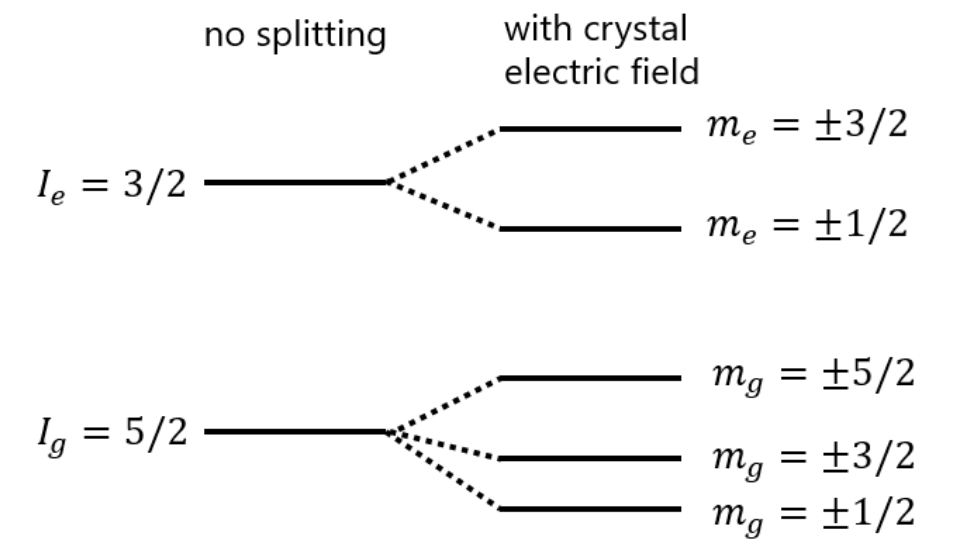 no splitting
with crystal
electric field
m_e = ±3/2
I_e = 3/2
m_e = ±1/2
m_g = ±5/2
I_g = 5/2
m_g = ±3/2
m_g = ±1/2